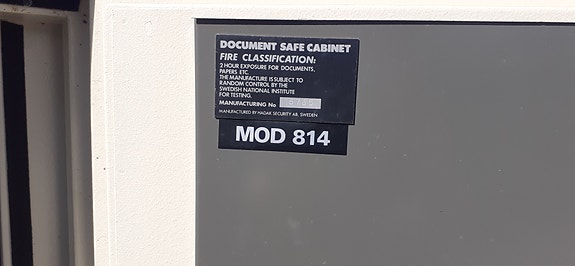 DOCUMENT SAFE CABINET
FIRE CLASSIFICATION:
2 HOUR EXPOSURE FOR DOCUMENTS,
PAPERS ETC.
THE MANUFACTURE IS SUBJECT TO
RANDOM CONTROL BY THE
SWEDISH NATIONAL INSTITUTE
FOR TESTING.
MANUFACTURING No
MANUFACTURED BY HADAK SECURITY AB, SWEDEN
MOD 814